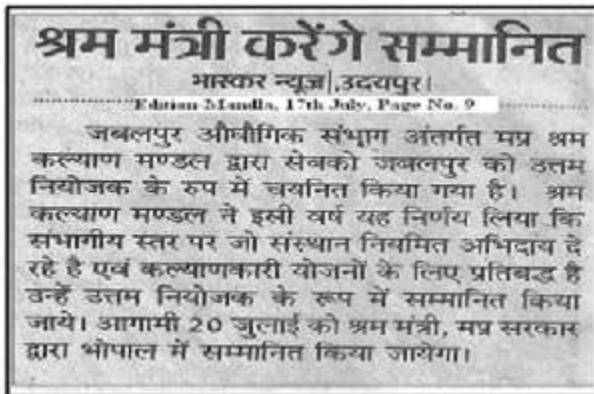 श्रम मंत्री करेंगे सम्मानित
भास्कर न्यूज|,उदयपुर।
Edition-Mandla, 17th July, Page No. 9
जबलपुर औघौगिक संभाग अंतर्गत मप्र श्रम
कल्याण मण्डल द्वारा सेवको जबलपुर को उत्तम
नियोजक के रुप में चयनित किया गया है। श्रम
कल्याण मण्डल ने इसी वर्ष यह निर्णय लिया कि
संभागीय स्तर पर जो संस्थान नियमित अभिदाय दे
रहे है एवं कल्याणकारी योजनों के लिए प्रतिबद्ध है
उन्हें उत्तम नियोजक के रूप में सम्मानित किया
जाये। आगामी 20 जुलाई को श्रम मंत्री, मप्र सरकार
द्वारा भोपाल में सम्मानित किया जायेगा।